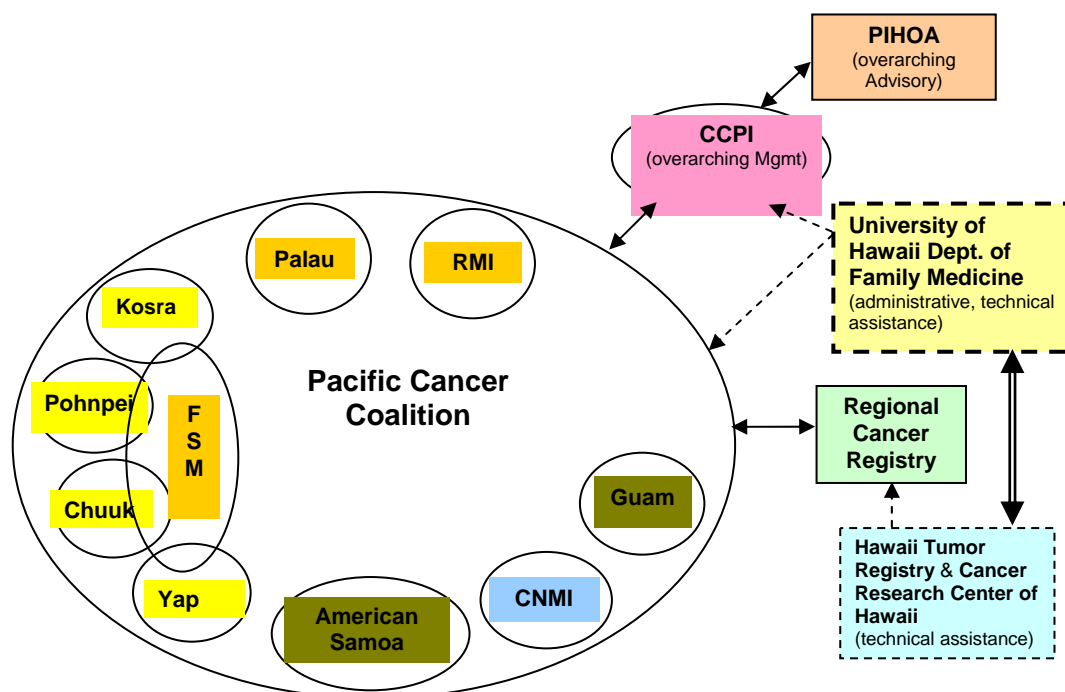 PIHOA
(overarching
Advisory)
CCPI
(overarching Mgmt)
University of
Hawaii Dept. of
Family Medicine
(administrative, technical
assistance)
Palau
RMI
Kosra
Pohnpei
F
S
M
Chuuk
Yap
Pacific Cancer
Coalition
Regional
Cancer
Registry
Guam
CNMI
American
Samoa
Hawaii Tumor
Registry & Cancer
Research Center of
Hawaii
(technical assistance)